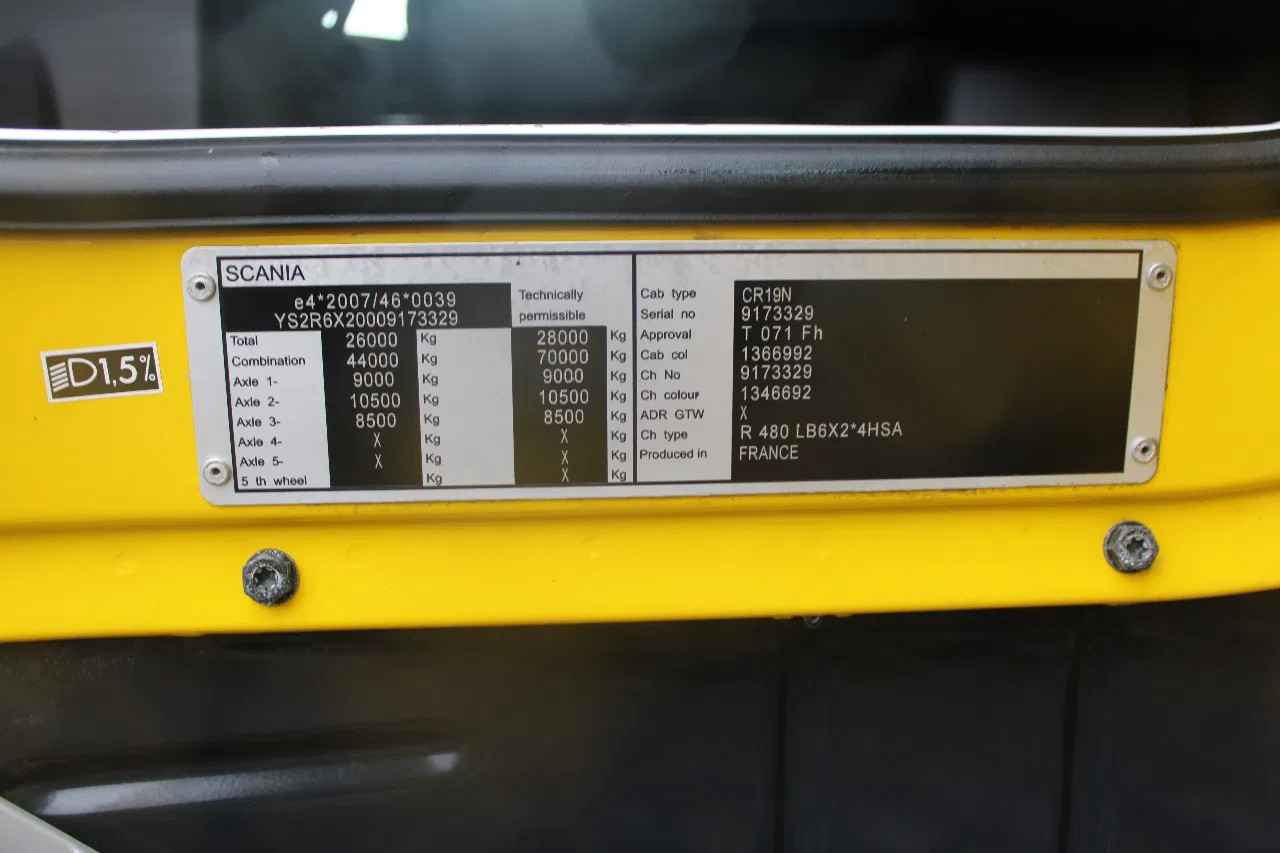 SCANIA
e4*2007/46*0039
YS2R6X20009173329
Technically
permissible
Total 26000 Kg 28000 Kg
Combination 44000 Kg 70000 Kg
Axle 1- 9000 Kg 9000 Kg
Axle 2- 10500 Kg 10500 Kg
Axle 3- 8500 Kg 8500 Kg
Axle 4- X Kg X Kg
Axle 5- X Kg X Kg
5 th wheel Kg X Kg
Cab type CR19N
Serial no 9173329
Approval T 071 Fh
Cab col 1366992
Ch No 9173329
Ch colour 1346692
ADR GTW X
Ch type R 480 LB6X2*4HSA
Produced in FRANCE
1,5%